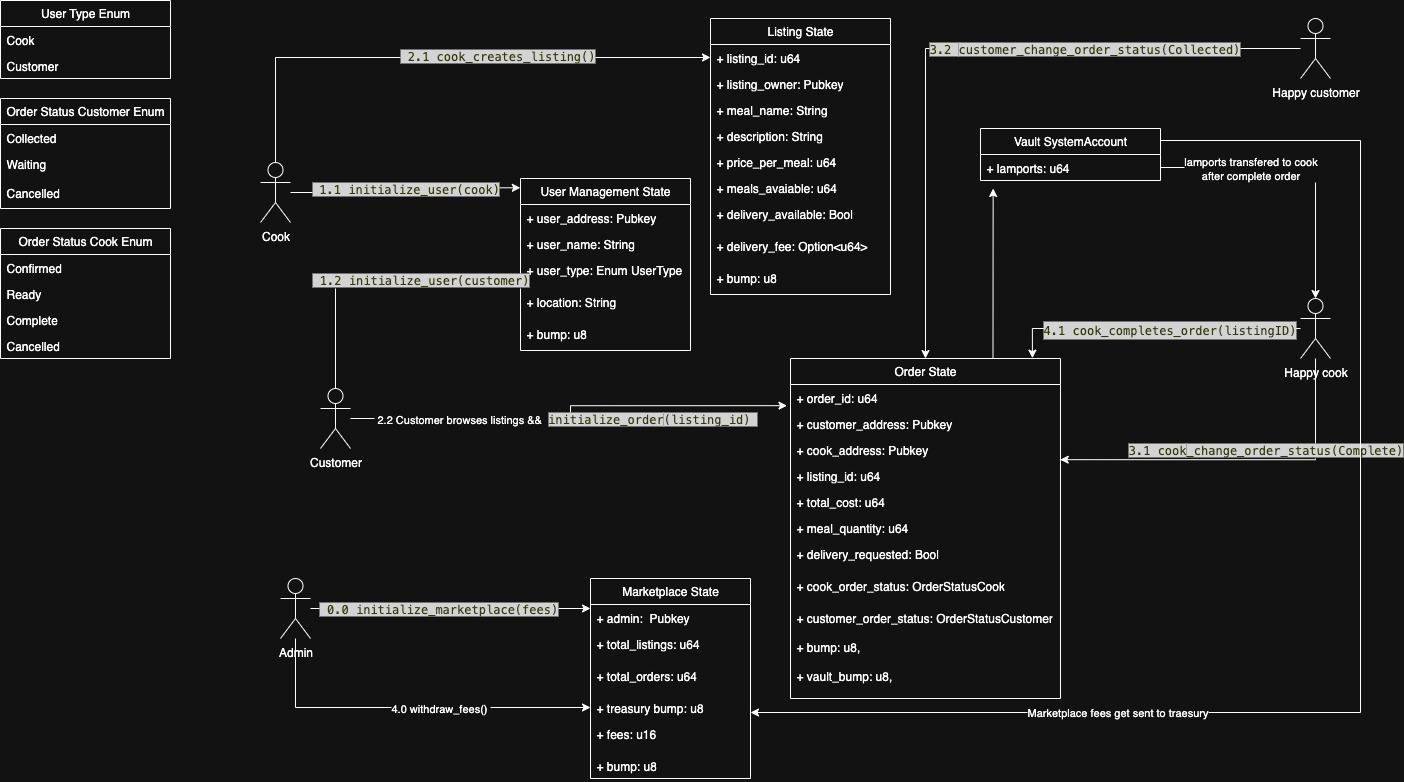 User Type Enum
Cook
Customer
Order Status Customer Enum
Collected
Waiting
Cancelled
Order Status Cook Enum
Confirmed
Ready
Complete
Cancelled
2.1 cook_creates_listing()
Cook
1.1 initialize_user(cook)
1.2 initialize_user(customer)
User Management State
+ user_address: Pubkey
+ user_name: String
+ user_type: Enum UserType
+ location: String
+ bump: u8
Listing State
+ listing_id: u64
+ listing_owner: Pubkey
+ meal_name: String
+ description: String
+ price_per_meal: u64
+ meals_avaiable: u64
+ delivery_available: Bool
+ delivery_fee: Option<u64>
+ bump: u8
3.2 customer_change_order_status(Collected)
Happy customer
Vault SystemAccount
+ lamports: u64
lamports transfered to cook
after complete order
4.1 cook_completes_order(listingID)
Happy cook
3.1 cook_change_order_status(Complete)
Customer
2.2 Customer browses listings && initialize_order(listing_id)
Order State
+ order_id: u64
+ customer_address: Pubkey
+ cook_address: Pubkey
+ listing_id: u64
+ total_cost: u64
+ meal_quantity: u64
+ delivery_requested: Bool
+ cook_order_status: OrderStatusCook
+ customer_order_status: OrderStatusCustomer
+ bump: u8,
+ vault_bump: u8,
Admin
0.0 initialize_marketplace(fees)
4.0 withdraw_fees()
Marketplace State
+ admin: Pubkey
+ total_listings: u64
+ total_orders: u64
+ treasury bump: u8
+ fees: u16
+ bump: u8
Marketplace fees get sent to traesury